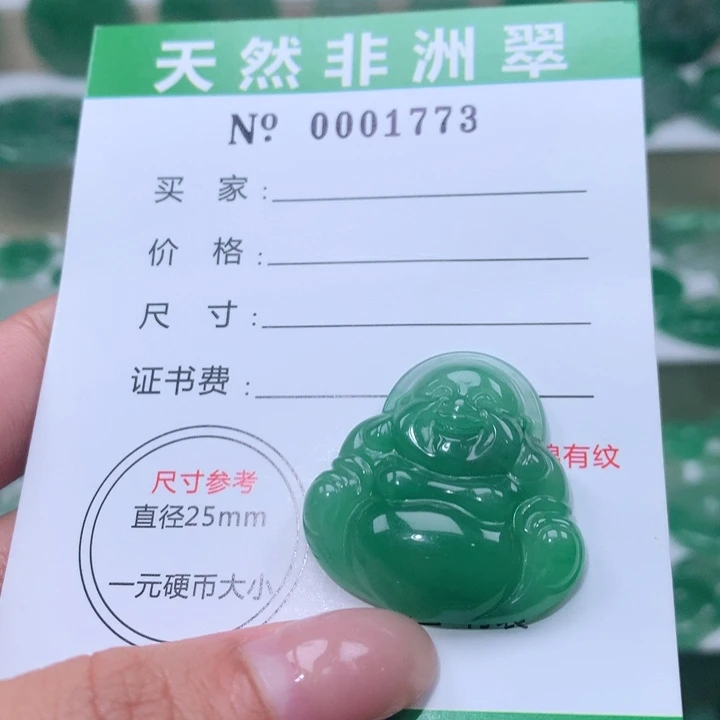 天然非洲翠
Nº. 0001773
买 家：
价 格：
尺 寸：
证书费：
有纹
尺寸参考
直径25mm
一元硬币大小